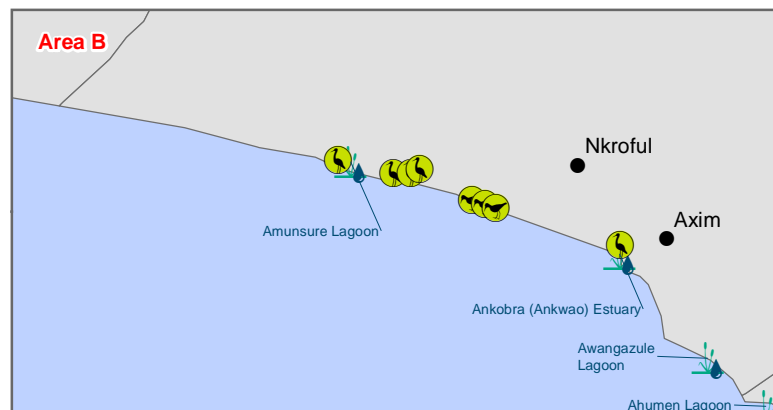 Area B
Nkroful
Axim
Amunsure Lagoon
Ankobra (Ankwao) Estuary
Awangazule
Lagoon
Ahumen Lagoon